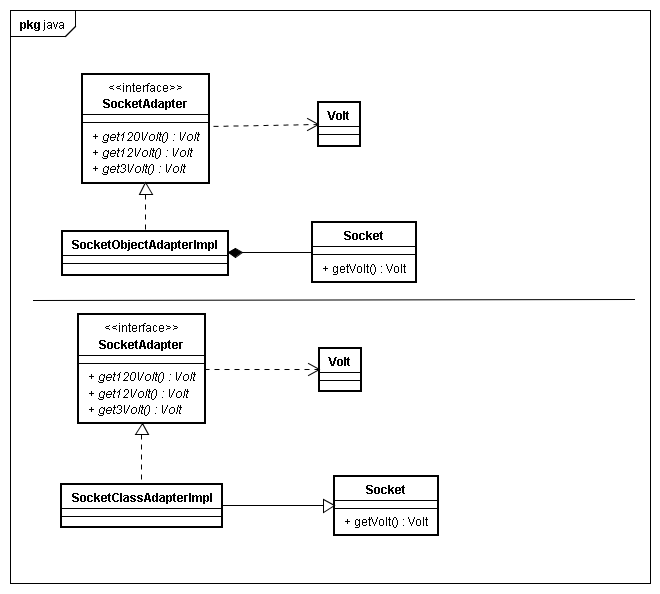 pkg java
<<interface>>
SocketAdapter
+ get120Volt() : Volt
+ get12Volt() : Volt
+ get3Volt() : Volt
Volt
SocketObjectAdapterImpl
Socket
+ getVolt() : Volt
<<interface>>
SocketAdapter
+ get120Volt() : Volt
+ get12Volt() : Volt
+ get3Volt() : Volt
Volt
SocketClassAdapterImpl
Socket
+ getVolt() : Volt